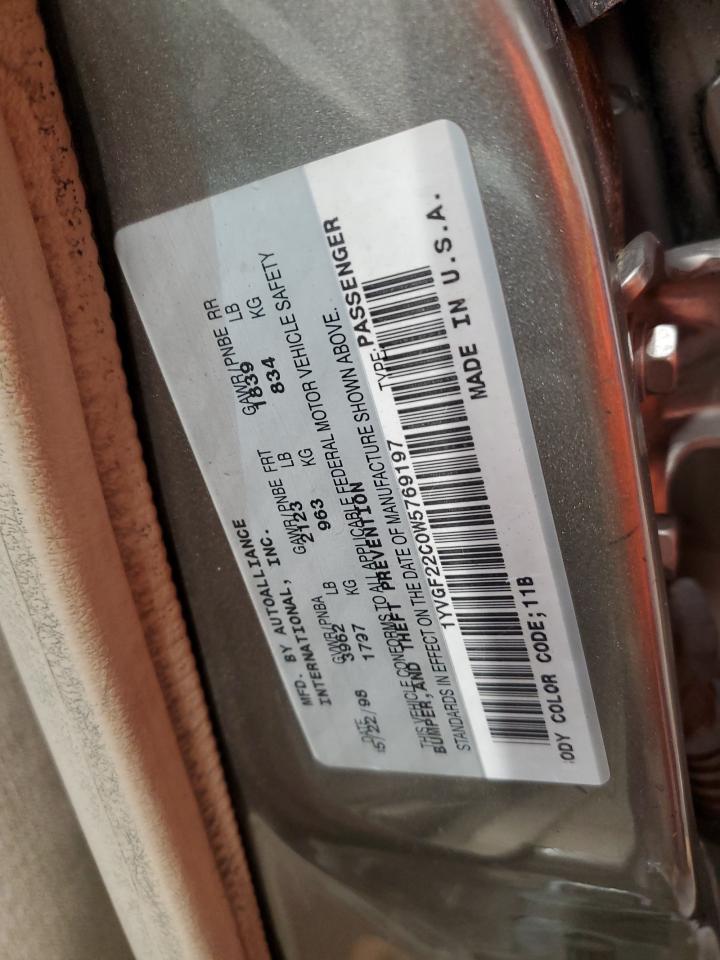 MFD. BY AUTOALLIANCE
INTERNATIONAL, INC.
GVWR/PNBA GAWR/PNBE FRT GAWR/PNBE RR
3962 LB 2123 LB 1839 LB
1797 KG 963 KG 834 KG
DATE
5/22/98
THIS VEHICLE CONFORMS TO ALL APPLICABLE FEDERAL MOTOR VEHICLE SAFETY
BUMPER, AND THEFT PREVENTION
STANDARDS IN EFFECT ON THE DATE OF MANUFACTURE SHOWN ABOVE.
1YVGF22C0W5769197 TYPE: PASSENGER
MADE IN U.S.A.
ODY COLOR CODE;11B